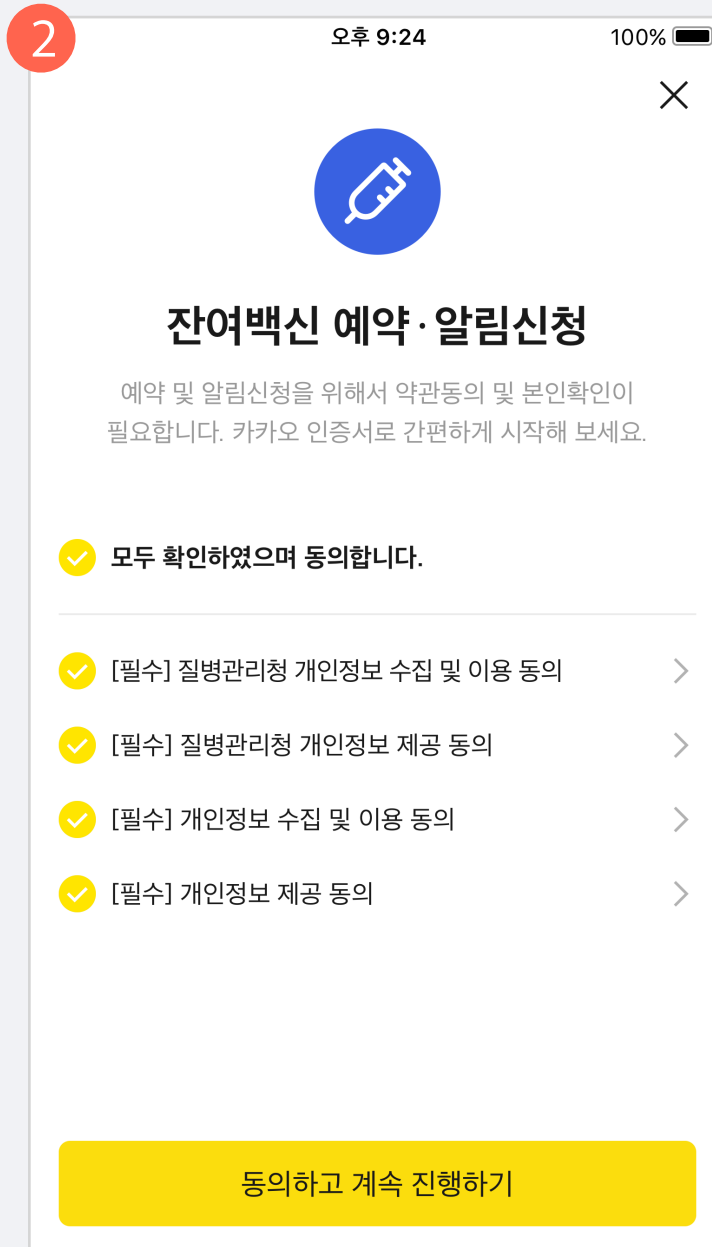 2
오후 9:24
100%
잔여백신 예약·알림신청
예약 및 알림신청을 위해서 약관동의 및 본인확인이
필요합니다. 카카오 인증서로 간편하게 시작해 보세요.
모두 확인하였으며 동의합니다.
[필수] 질병관리청 개인정보 수집 및 이용 동의
[필수] 질병관리청 개인정보 제공 동의
[필수] 개인정보 수집 및 이용 동의
[필수] 개인정보 제공 동의
동의하고 계속 진행하기